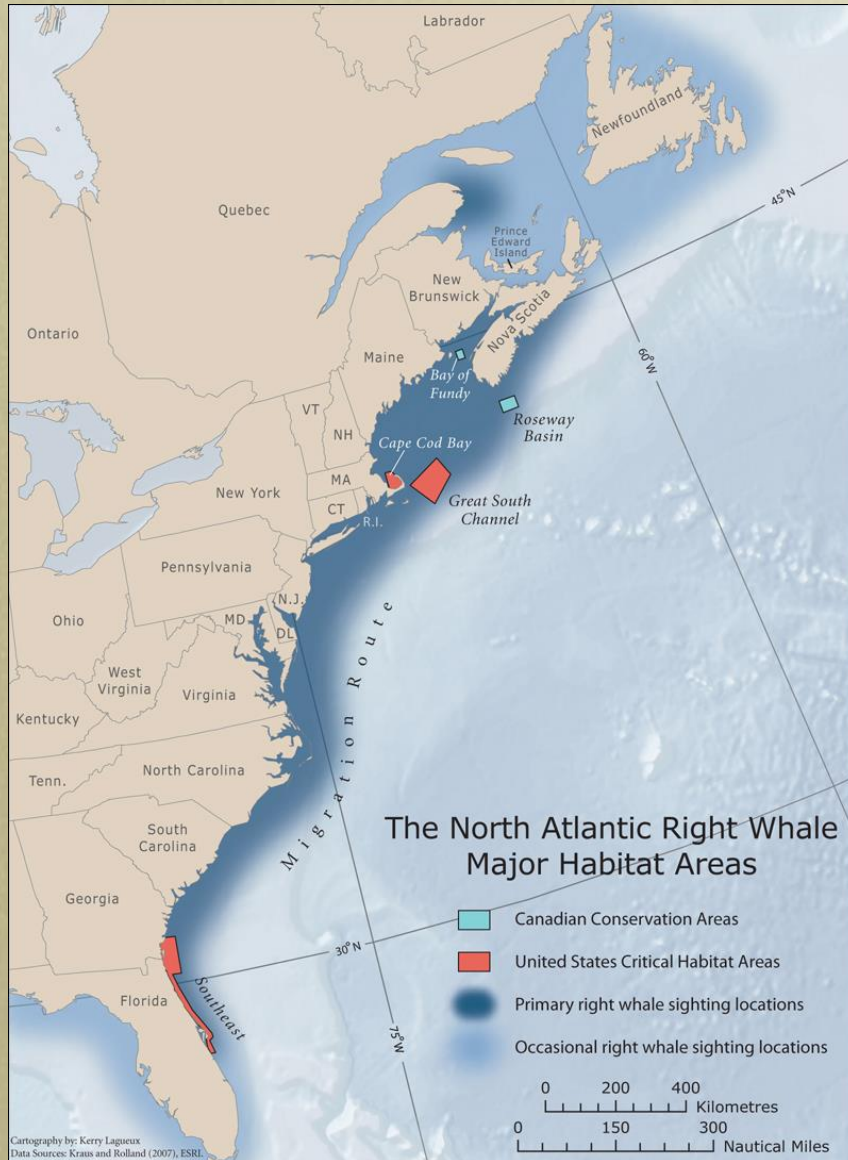 Labrador
Newfoundland
Quebec
45°N
Prince
Edward
Island
New
Brunswick
Nova Scotia
Ontario
Maine
60°W
Bay of
Fundy
VT
NH
Roseway
Basin
Cape Cod Bay
MA
New York
CT
R.I.
Great South
Channel
Pennsylvania
N.J.
Ohio
MD
DL
West
Virginia
Virginia
Kentucky
Migration Route
North Carolina
Tenn.
South
Carolina
Georgia
The North Atlantic Right Whale
Major Habitat Areas
Canadian Conservation Areas
30°N
United States Critical Habitat Areas
Southeast
Florida
Primary right whale sighting locations
75°W
Occasional right whale sighting locations
0 200 400
Kilometres
0 150 300
Nautical Miles
Cartography by: Kerry Lagueux
Data Sources: Kraus and Rolland (2007), ESRI.